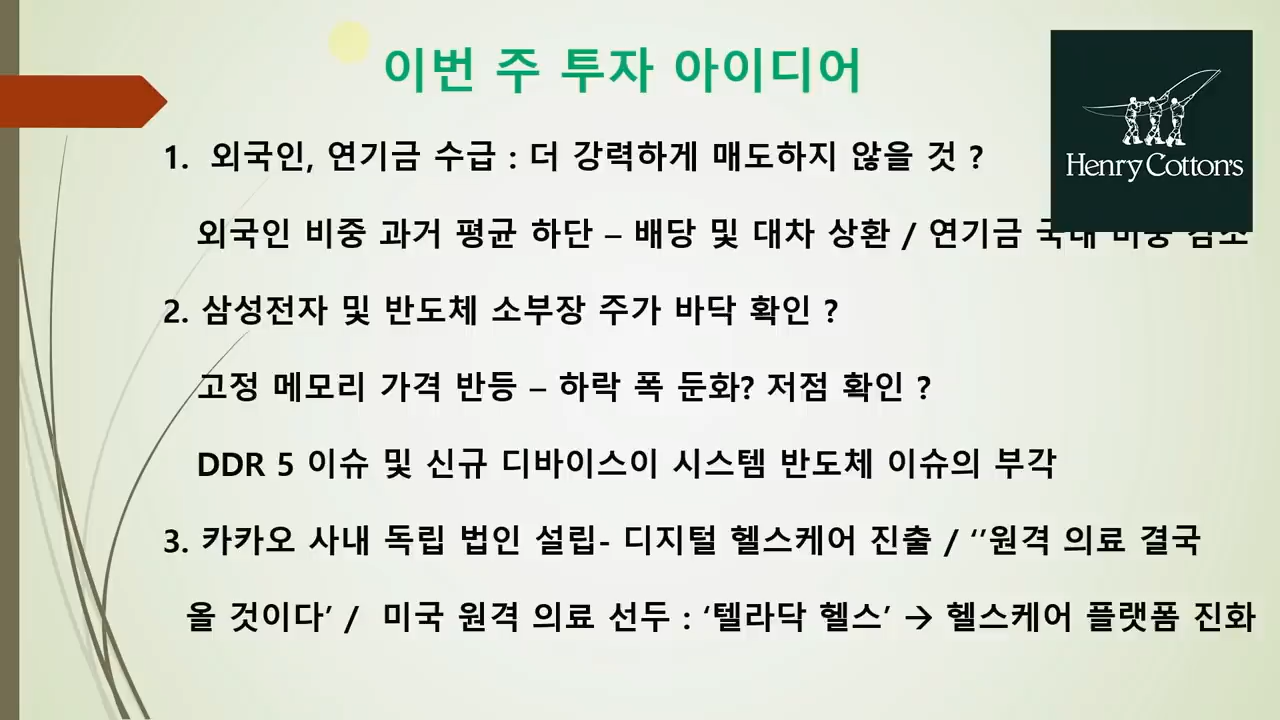 이번 주 투자 아이디어
Henry Cotton's
1. 외국인, 연기금 수급 : 더 강력하게 매도하지 않을 것 ?
외국인 비중 과거 평균 하단 – 배당 및 대차 상환 / 연기금 국내 비중 감소
2. 삼성전자 및 반도체 소부장 주가 바닥 확인 ?
고정 메모리 가격 반등 – 하락 폭 둔화? 저점 확인 ?
DDR 5 이슈 및 신규 디바이스이 시스템 반도체 이슈의 부각
3. 카카오 사내 독립 법인 설립- 디지털 헬스케어 진출 / ‘’원격 의료 결국
올 것이다’ / 미국 원격 의료 선두 : ‘텔라닥 헬스’ → 헬스케어 플랫폼 진화